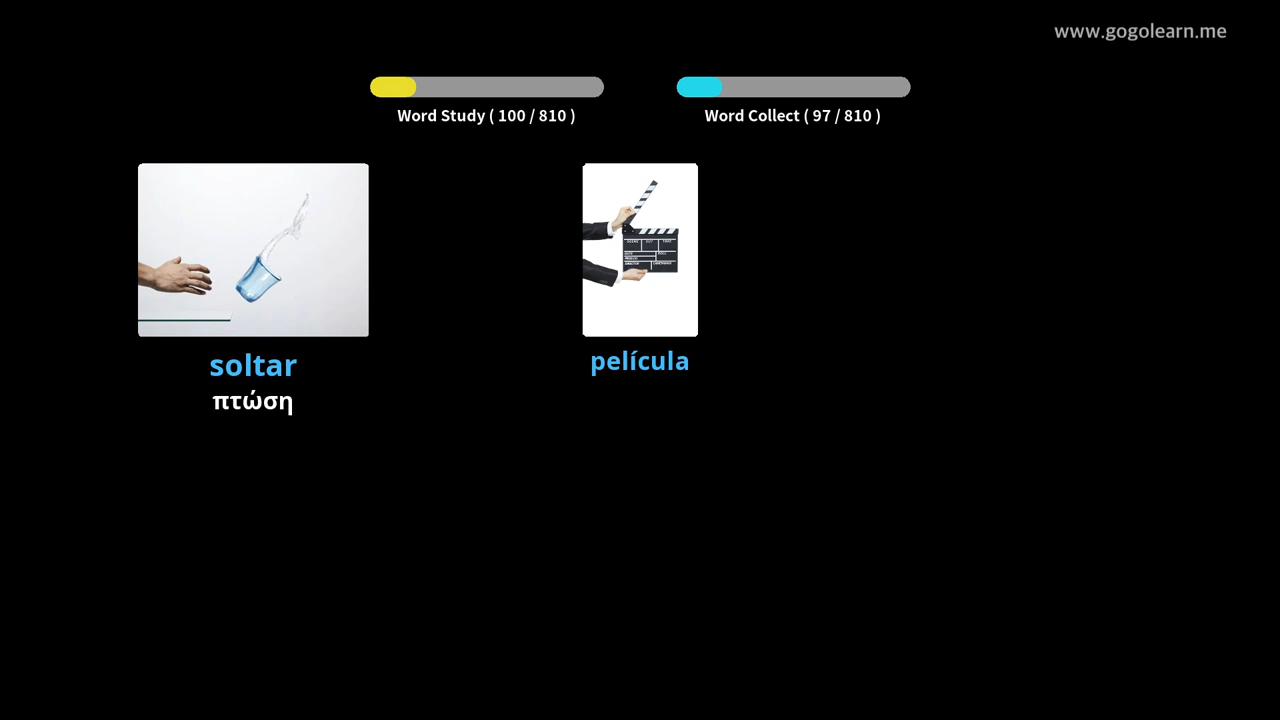 www.gogolearn.me
Word Study ( 100 / 810 )
Word Collect ( 97 / 810 )
soltar
πτώση
película